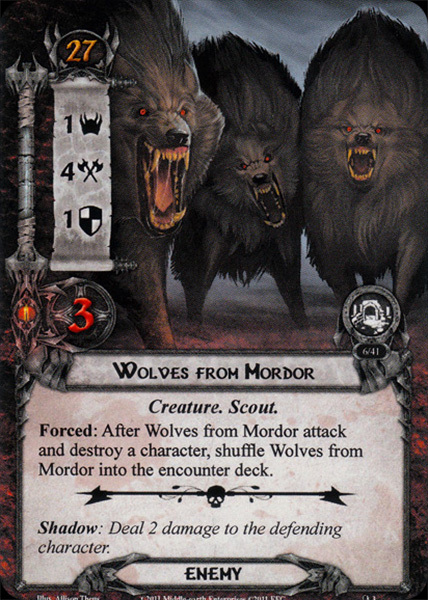 27
1
4
1
3
6/41
WOLVES FROM MORDOR
Creature. Scout.
Forced: After Wolves from Mordor attack
and destroy a character, shuffle Wolves from
Mordor into the encounter deck.
Shadow: Deal 2 damage to the defending
character.
ENEMY